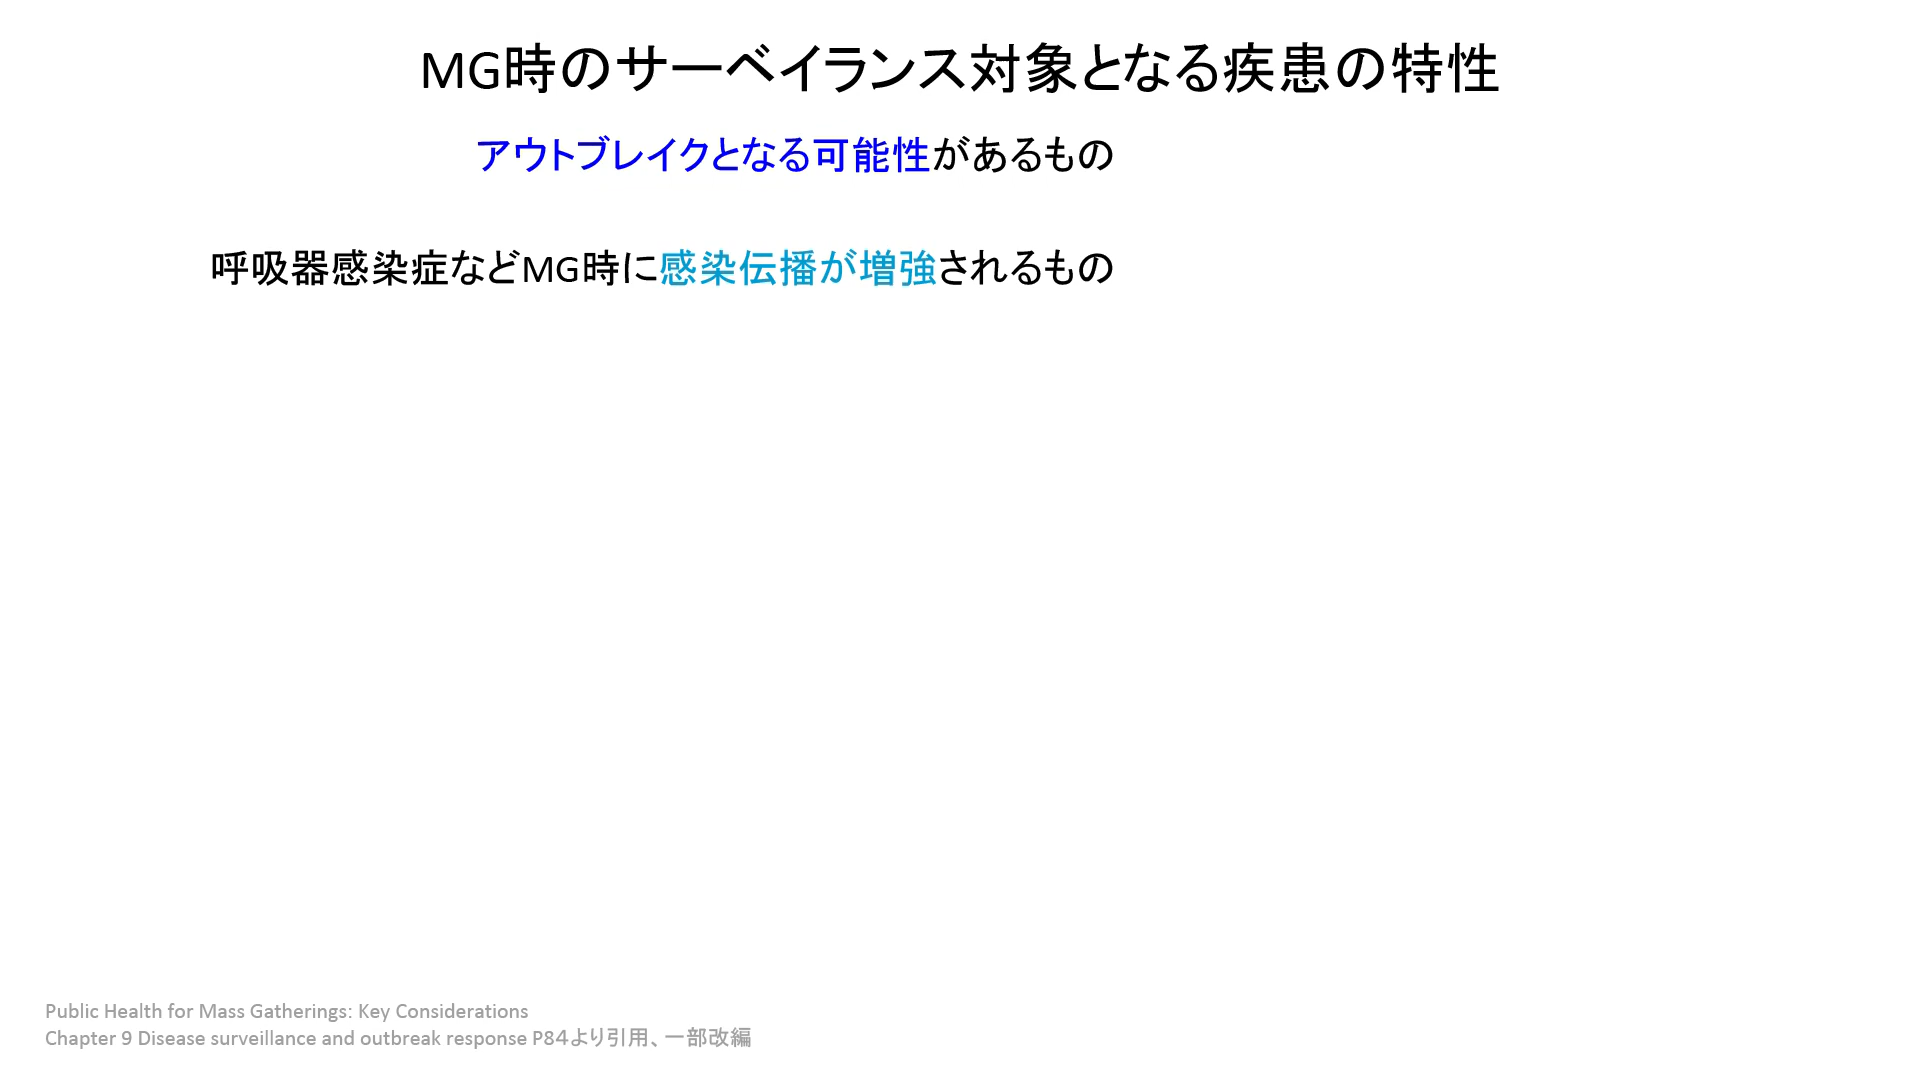 MG時のサーベイランス対象となる疾患の特性
アウトブレイクとなる可能性があるもの
呼吸器感染症などMG時に感染伝播が増強されるもの
Public Health for Mass Gatherings: Key Considerations
Chapter 9 Disease surveillance and outbreak response P84より引用、一部改編